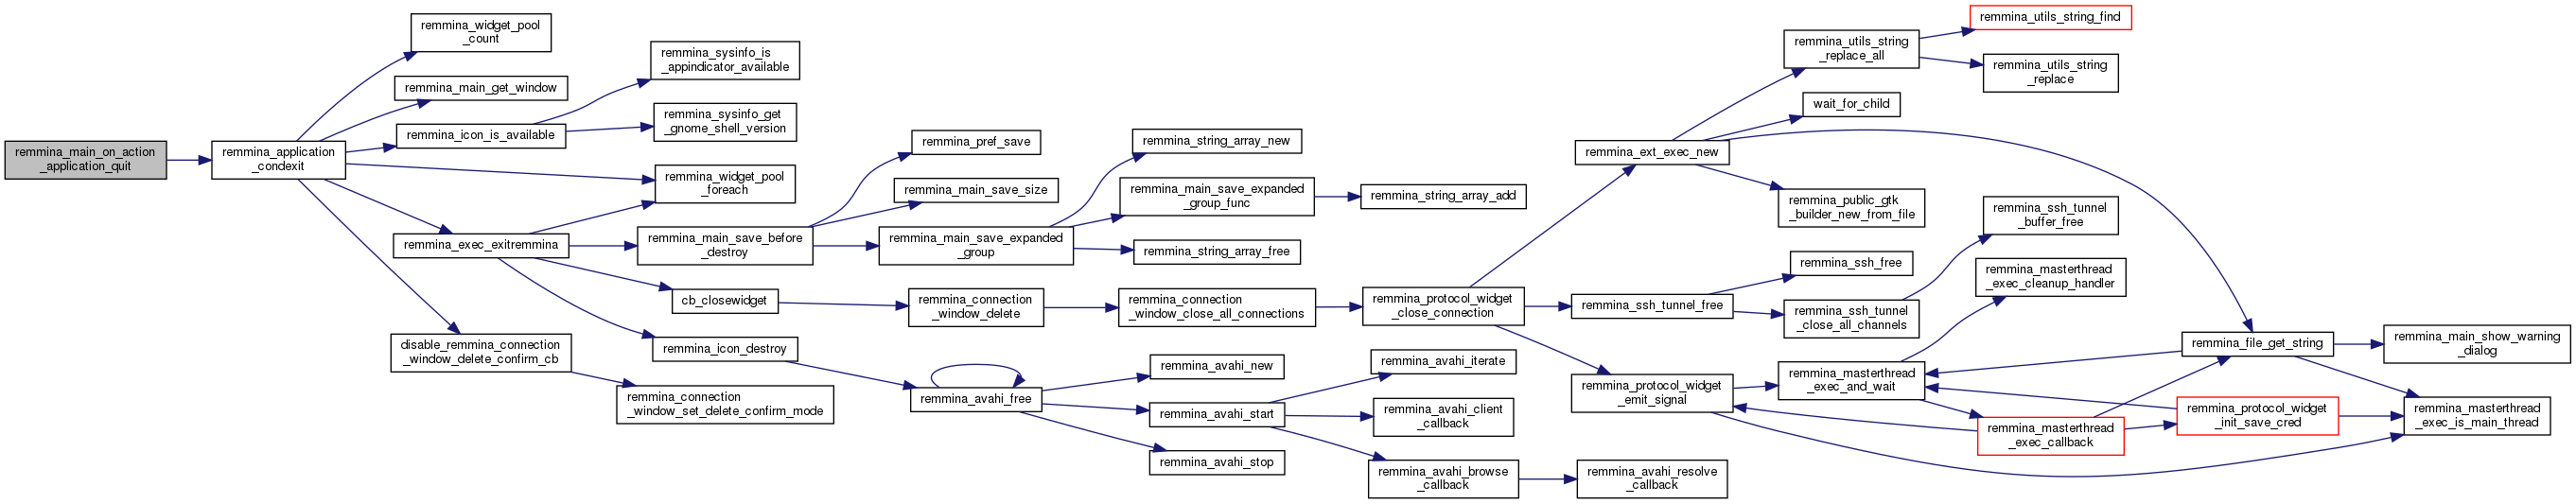 remmina_main_on_action
_application_quit
remmina_application
_condexit
remmina_widget_pool
_count
remmina_main_get_window
remmina_icon_is_available
remmina_sysinfo_is
_appindicator_available
remmina_sysinfo_get
_gnome_shell_version
remmina_widget_pool
_foreach
remmina_exec_exitremmina
remmina_main_save_before
_destroy
remmina_pref_save
remmina_main_save_size
remmina_main_save_expanded
_group
remmina_string_array_new
remmina_main_save_expanded
_group_func
remmina_string_array_add
remmina_string_array_free
cb_closewidget
remmina_connection
_window_delete
remmina_connection
_window_close_all_connections
remmina_protocol_widget
_close_connection
remmina_ext_exec_new
remmina_utils_string
_replace_all
remmina_utils_string_find
remmina_utils_string
_replace
wait_for_child
remmina_public_gtk
_builder_new_from_file
remmina_ssh_tunnel_free
remmina_ssh_free
remmina_ssh_tunnel
_close_all_channels
remmina_ssh_tunnel
_buffer_free
remmina_masterthread
_exec_cleanup_handler
remmina_protocol_widget
_emit_signal
remmina_masterthread
_exec_and_wait
remmina_masterthread
_exec_callback
remmina_file_get_string
remmina_protocol_widget
_init_save_cred
remmina_main_show_warning
_dialog
remmina_masterthread
_exec_is_main_thread
remmina_icon_destroy
remmina_avahi_free
remmina_avahi_new
remmina_avahi_start
remmina_avahi_stop
remmina_avahi_iterate
remmina_avahi_client
_callback
remmina_avahi_browse
_callback
remmina_avahi_resolve
_callback
disable_remmina_connection
_window_delete_confirm_cb
remmina_connection
_window_set_delete_confirm_mode